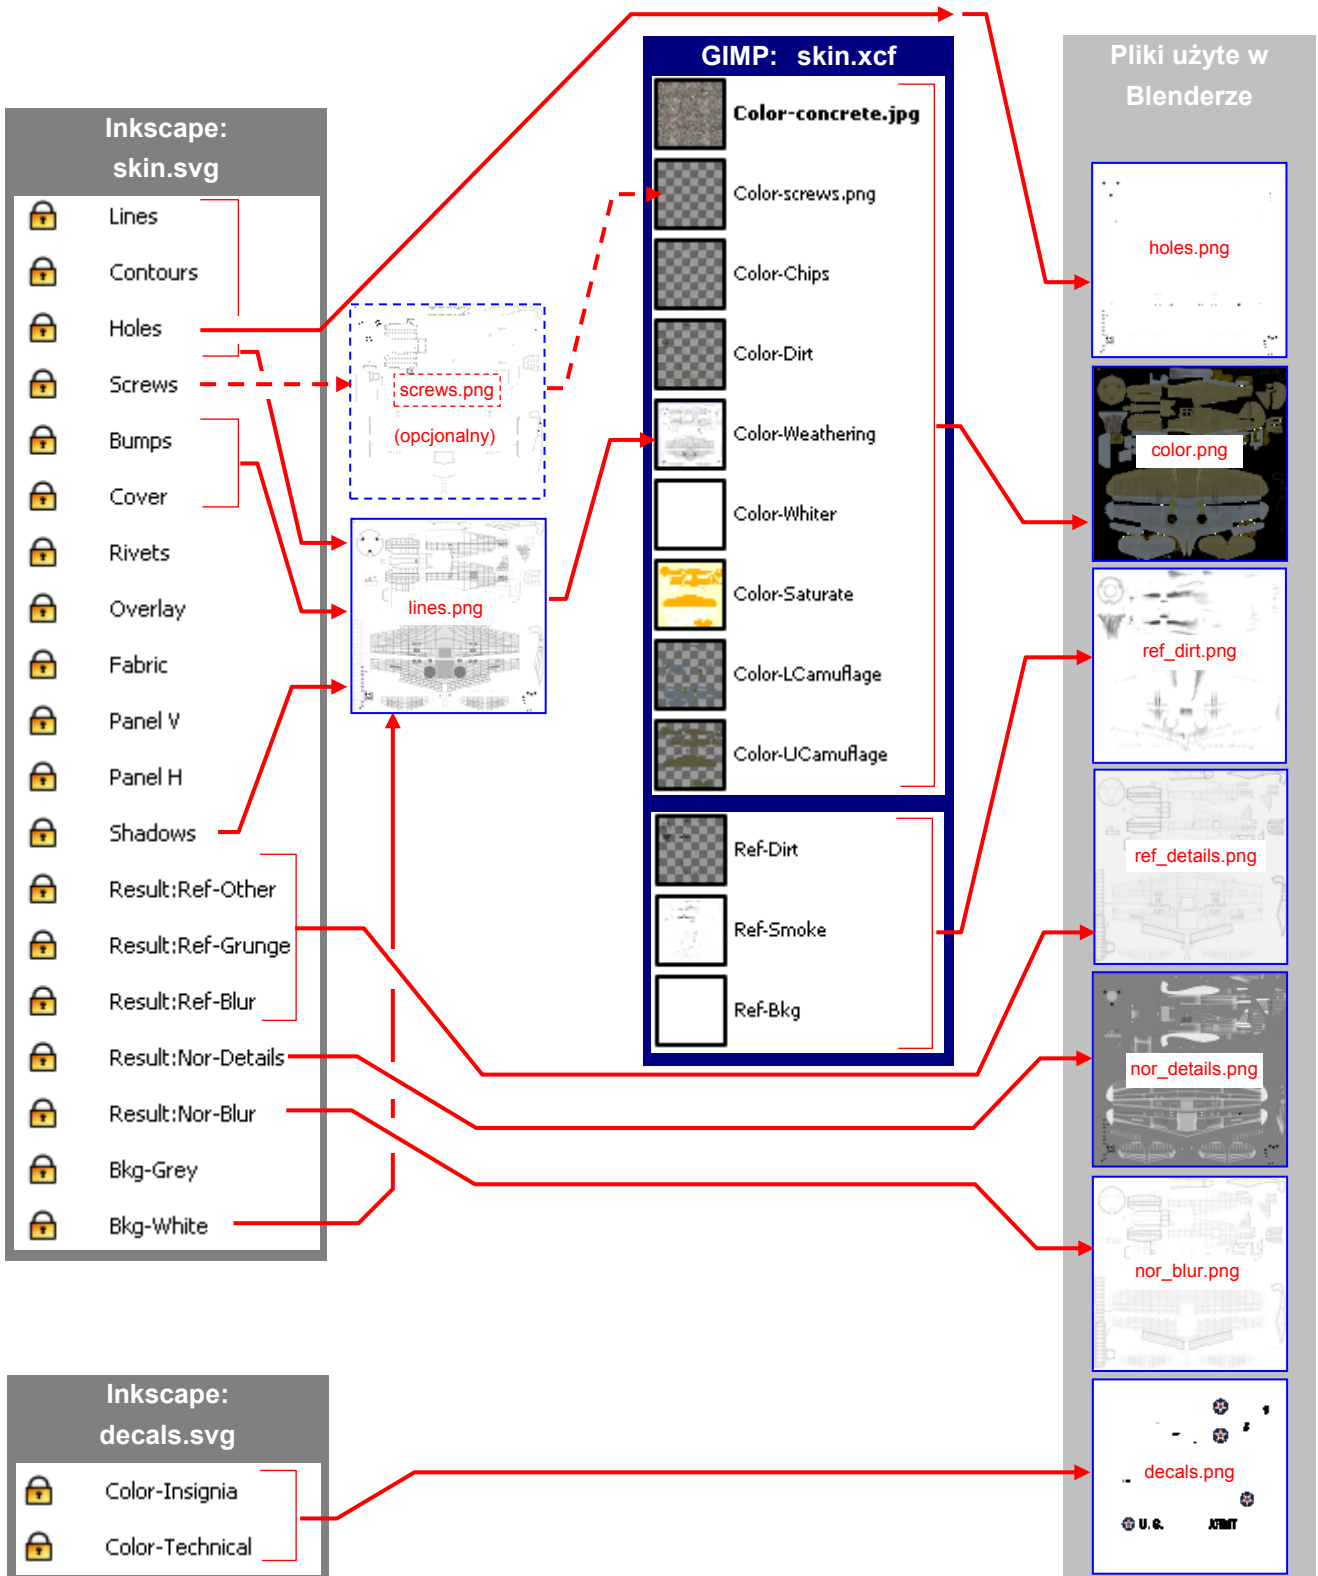 Inkscape:
skin.svg
Lines
Contours
Holes
Screws
Bumps
Cover
Rivets
Overlay
Fabric
Panel V
Panel H
Shadows
Result:Ref-Other
Result:Ref-Grunge
Result:Ref-Blur
Result:Nor-Details
Result:Nor-Blur
Bkg-Grey
Bkg-White
Inkscape:
decals.svg
Color-Insignia
Color-Technical
screws.png
(opcjonalny)
lines.png
GIMP: skin.xcf
Color-concrete.jpg
Color-screws.png
Color-Chips
Color-Dirt
Color-Weathering
Color-Whiter
Color-Saturate
Color-LCamuflage
Color-UCamuflage
Ref-Dirt
Ref-Smoke
Ref-Bkg
Pliki użyte w
Blenderze
holes.png
color.png
ref_dirt.png
ref_details.png
nor_details.png
nor_blur.png
decals.png
U.S. ARMY